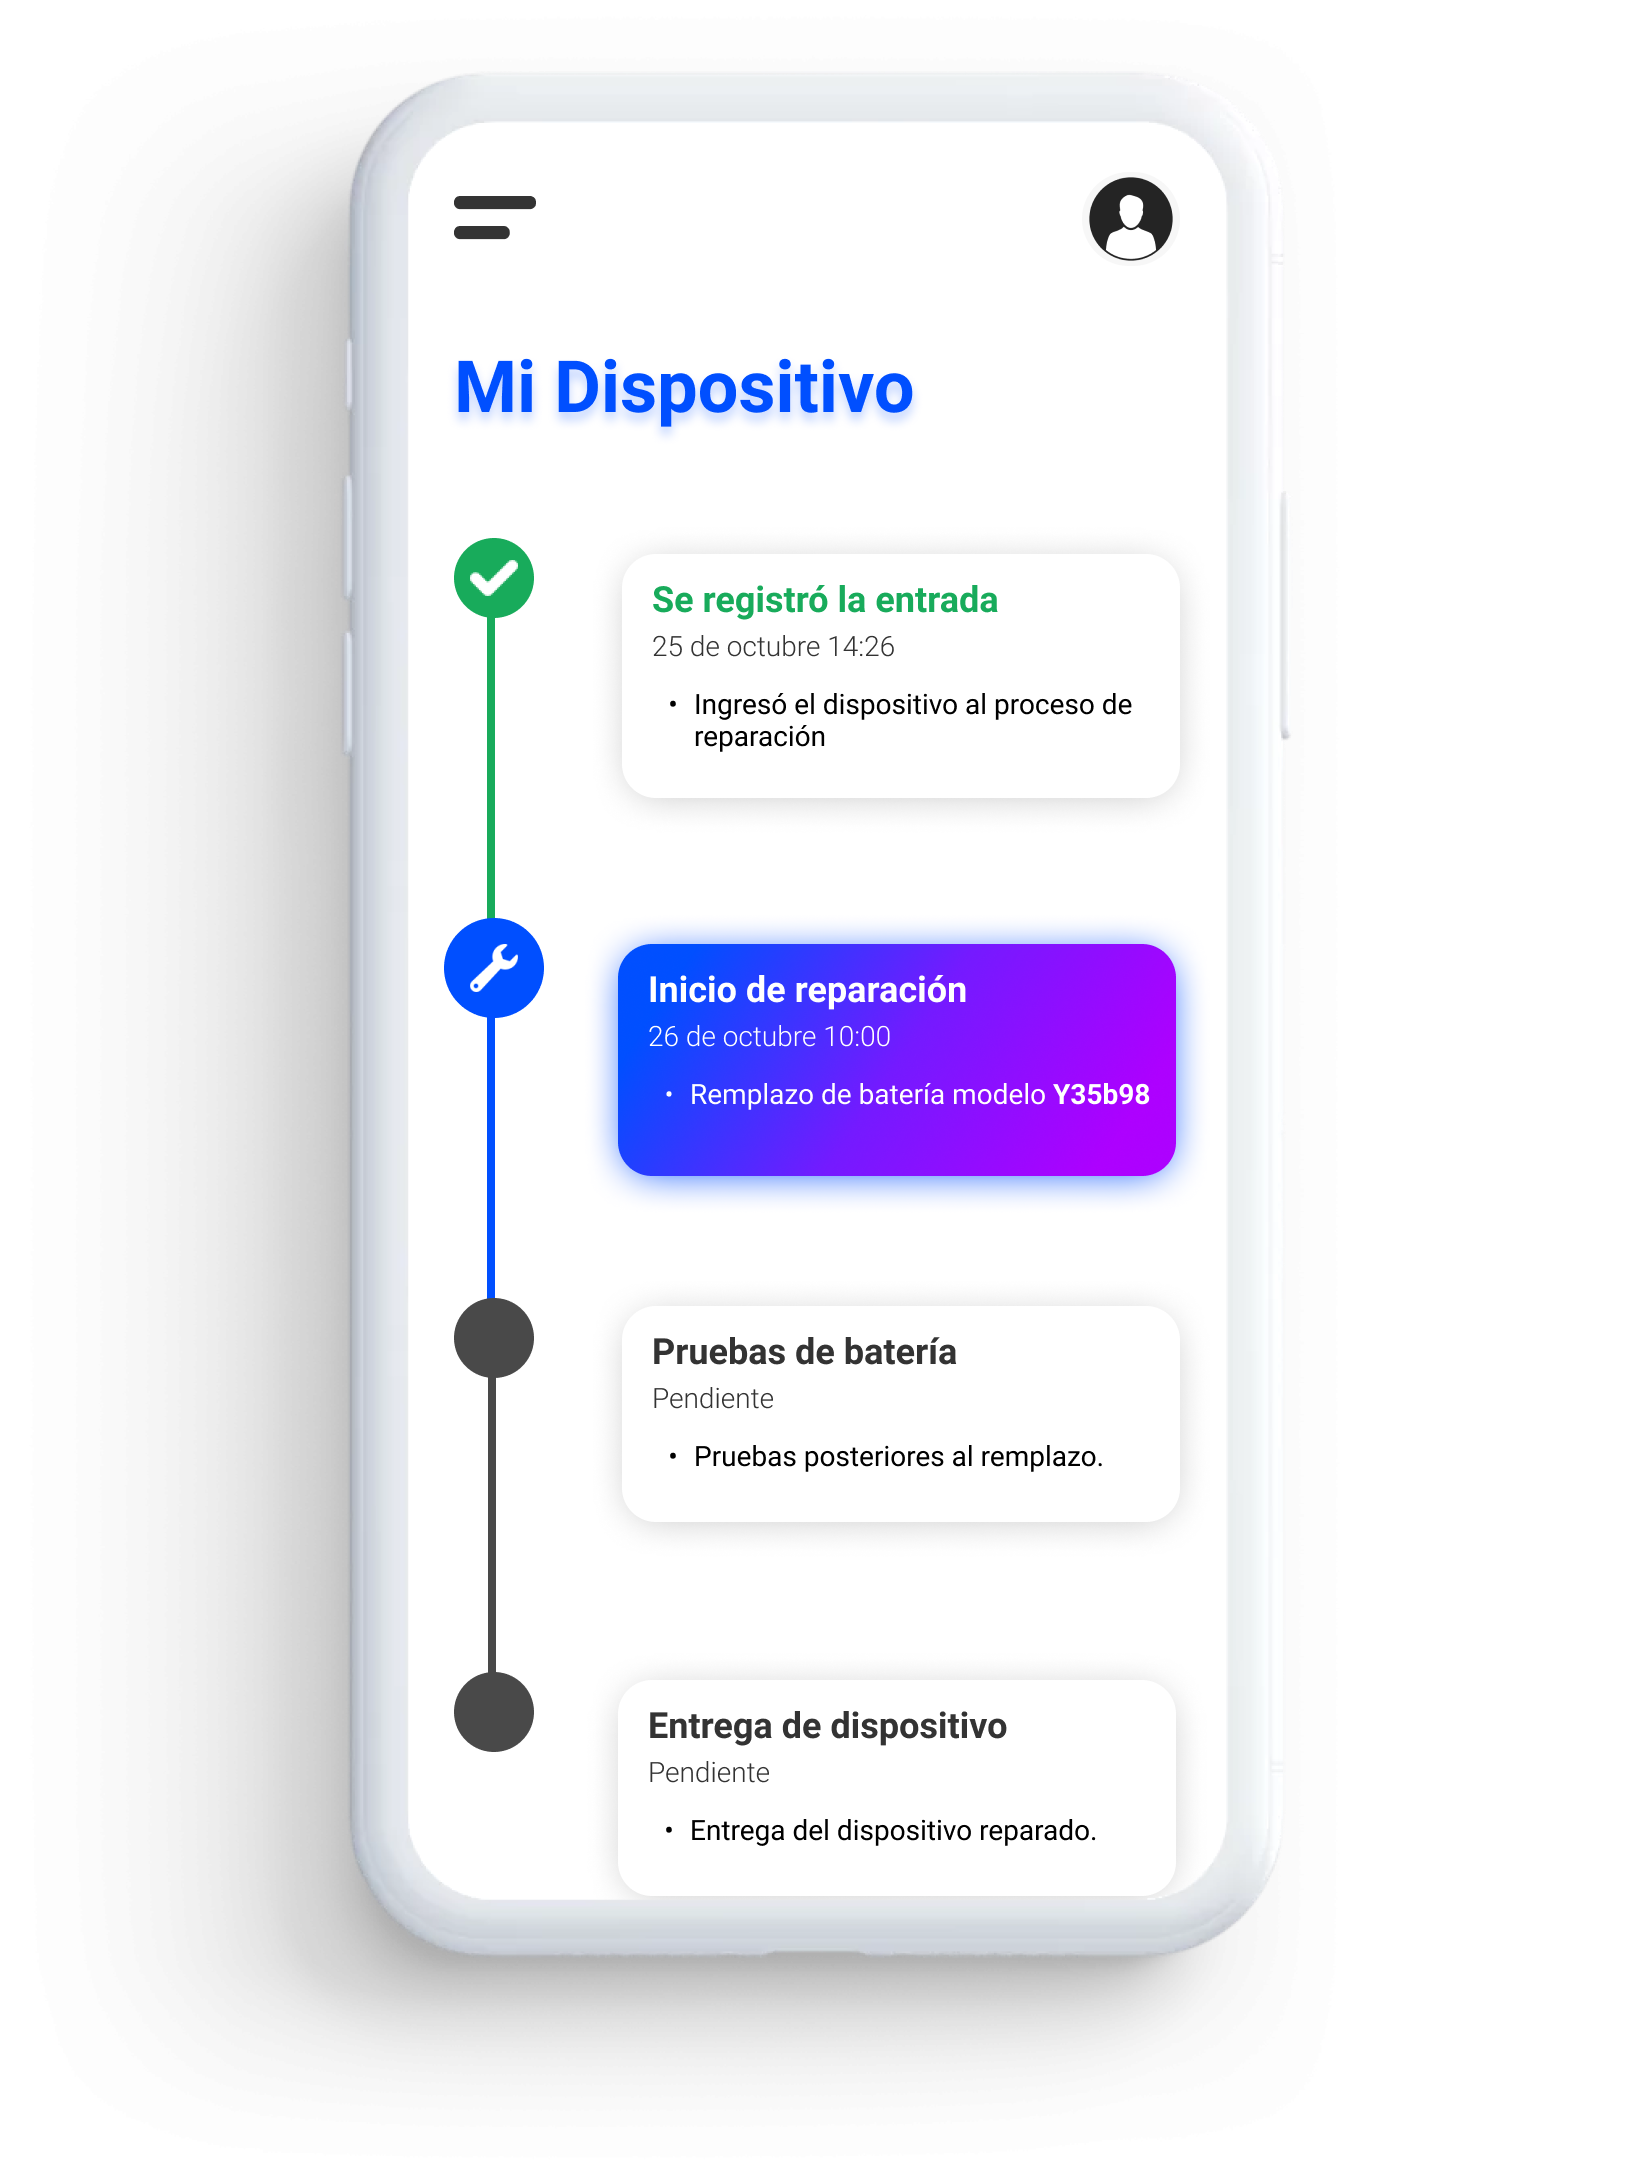 Mi Dispositivo
Se registró la entrada
25 de octubre 14:26
• Ingresó el dispositivo al proceso de
reparación
Inicio de reparación
26 de octubre 10:00
• Remplazo de batería modelo Y35b98
Pruebas de batería
Pendiente
• Pruebas posteriores al remplazo.
Entrega de dispositivo
Pendiente
• Entrega del dispositivo reparado.